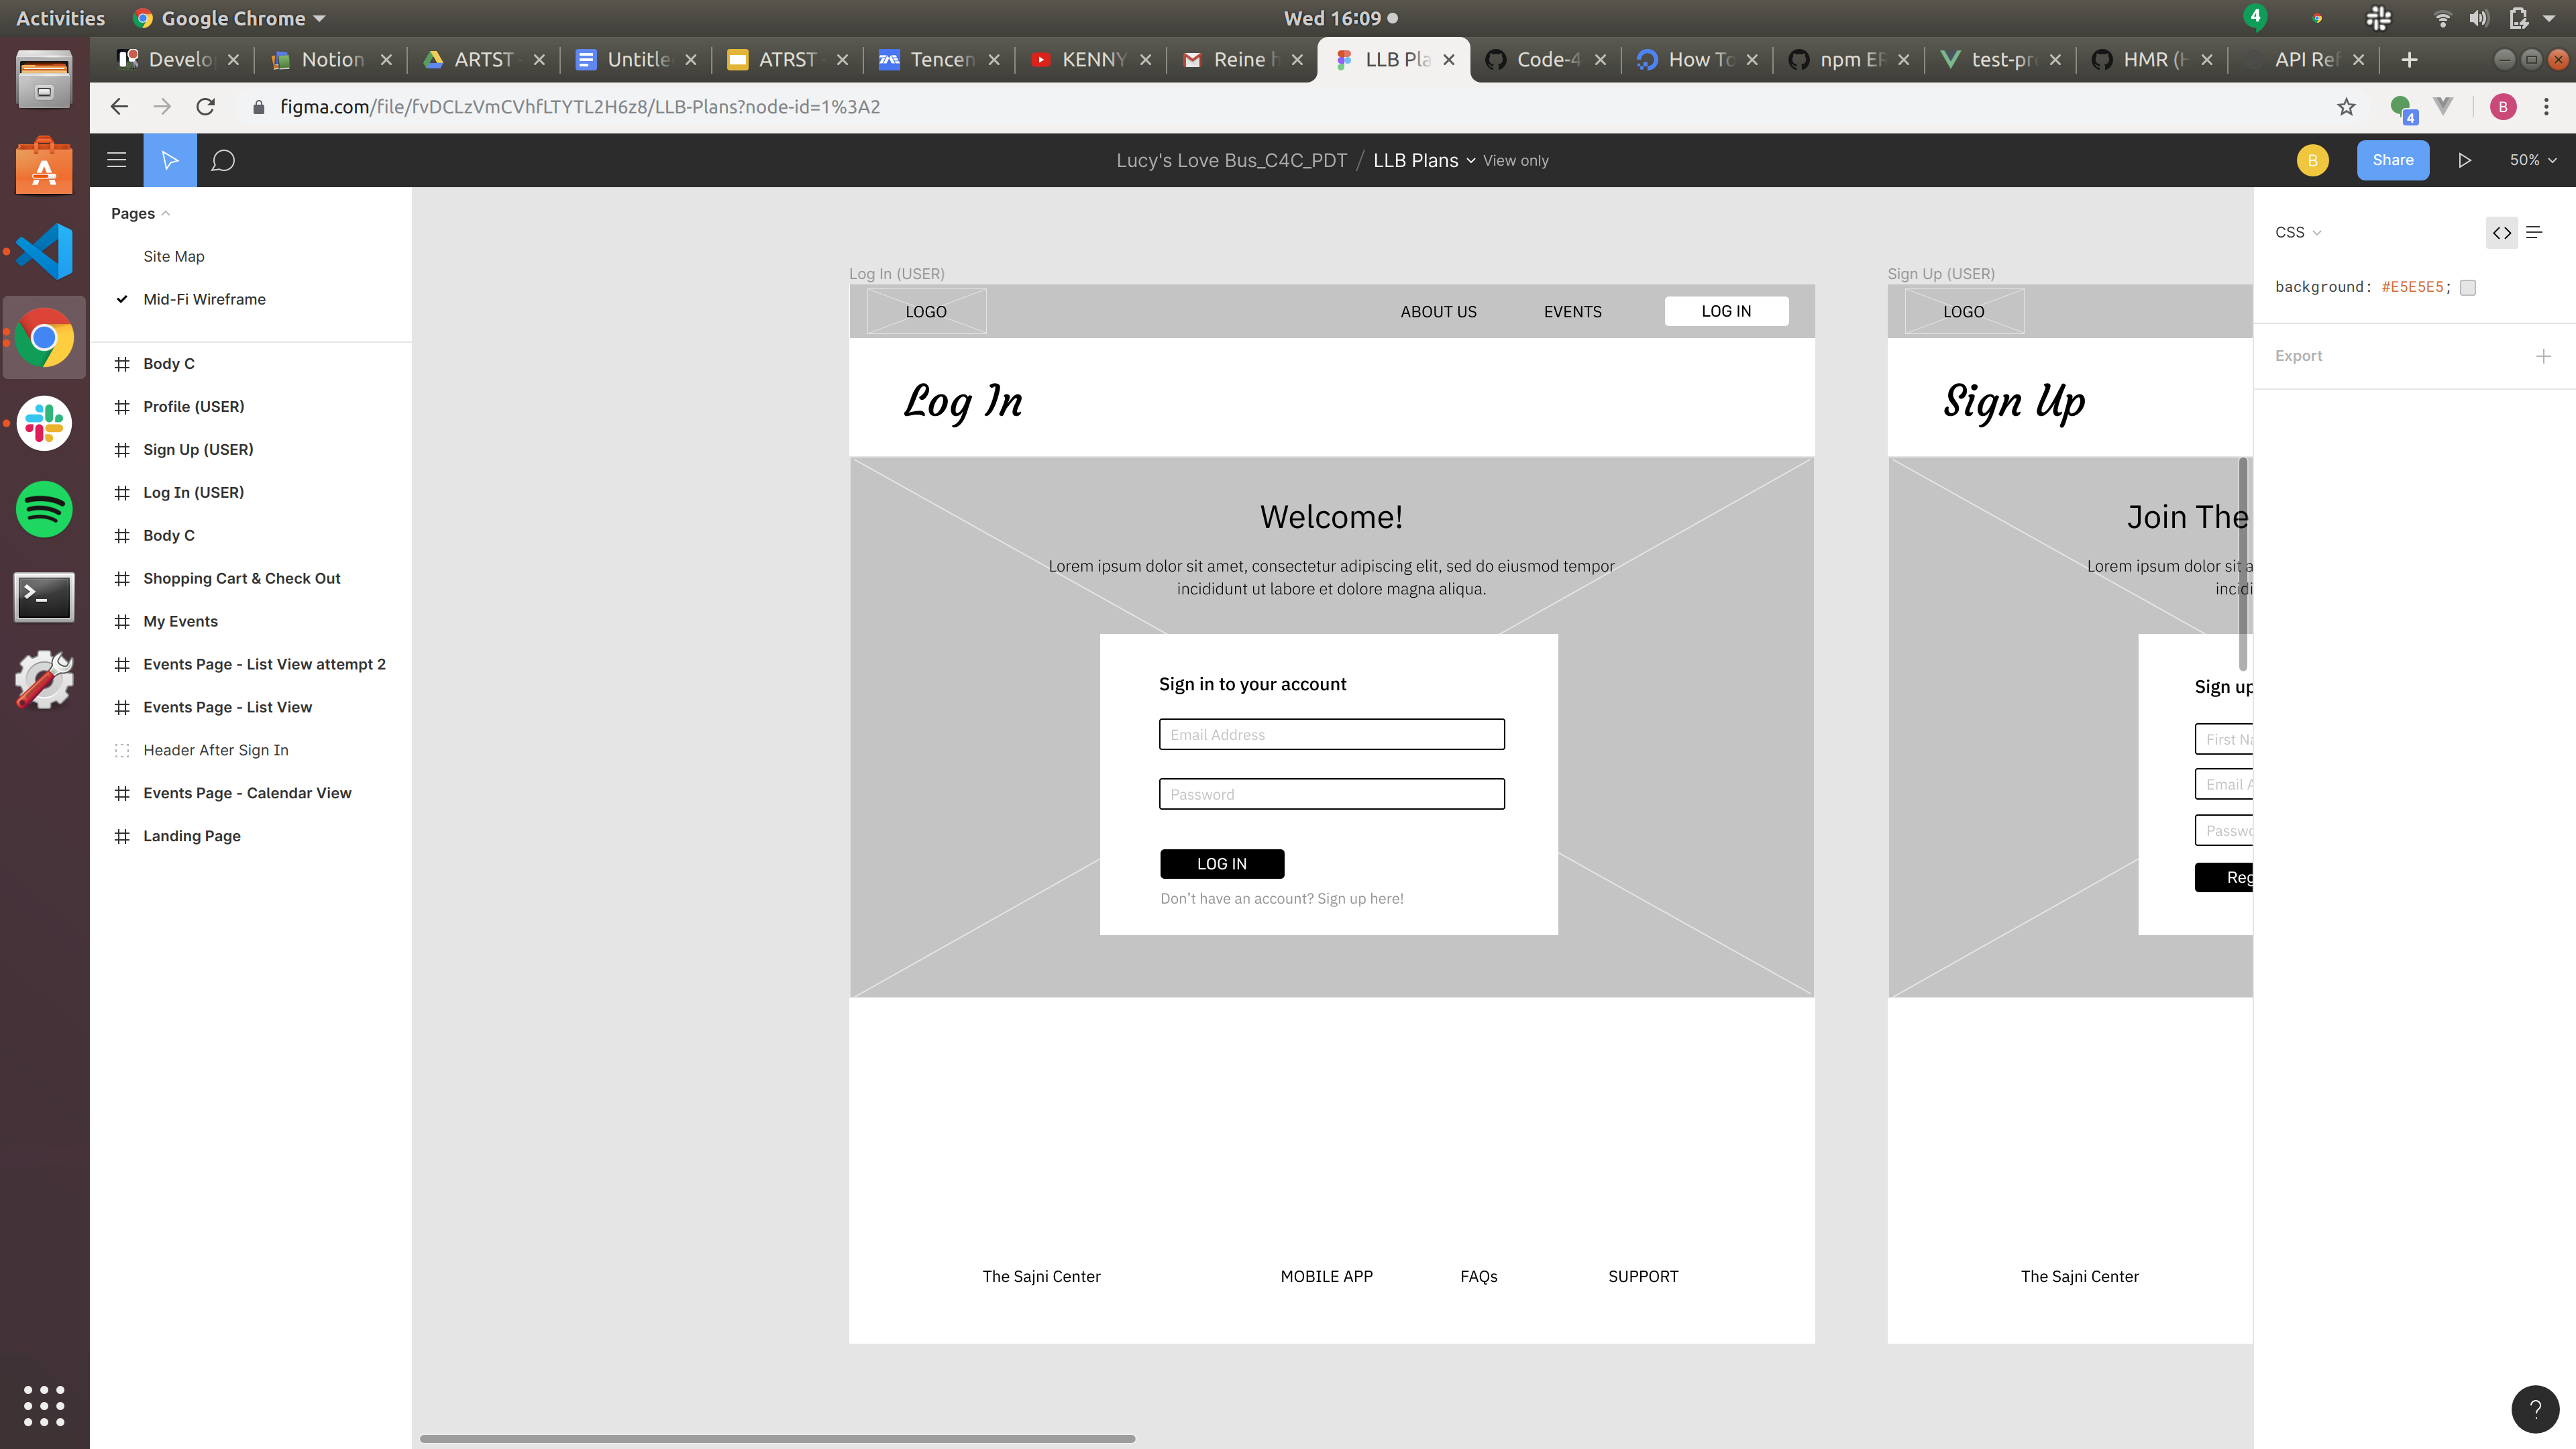 Activities Google Chrome Wed 16:09 4
Develo Notion ARTST - Untitle ATRST - Tencen KENNY Reine h LLB Pla Code-4 How To npm ER test-pro HMR (H API Ref
figma.com/file/fvDCLzVmCVhfLTYTL2H6z8/LLB-Plans?node-id=1%3A2 4 B
Lucy's Love Bus_C4C_PDT / LLB Plans View only B Share 50%
Pages
Site Map
Mid-Fi Wireframe
Body C
Profile (USER)
Sign Up (USER)
Log In (USER)
Body C
Shopping Cart & Check Out
My Events
Events Page - List View attempt 2
Events Page - List View
Header After Sign In
Events Page - Calendar View
Landing Page
Log In (USER)
LOGO ABOUT US EVENTS LOG IN
Log In
Welcome!
Lorem ipsum dolor sit amet, consectetur adipiscing elit, sed do eiusmod tempor
incididunt ut labore et dolore magna aliqua.
Sign in to your account
Email Address
Password
LOG IN
Don't have an account? Sign up here!
The Sajni Center MOBILE APP FAQs SUPPORT
Sign Up (USER)
LOGO
Sign Up
Join The
Lorem ipsum dolor sit a
incidi
Sign up
First Na
Email A
Passwo
Reg
The Sajni Center
CSS
background: #E5E5E5;
Export
?